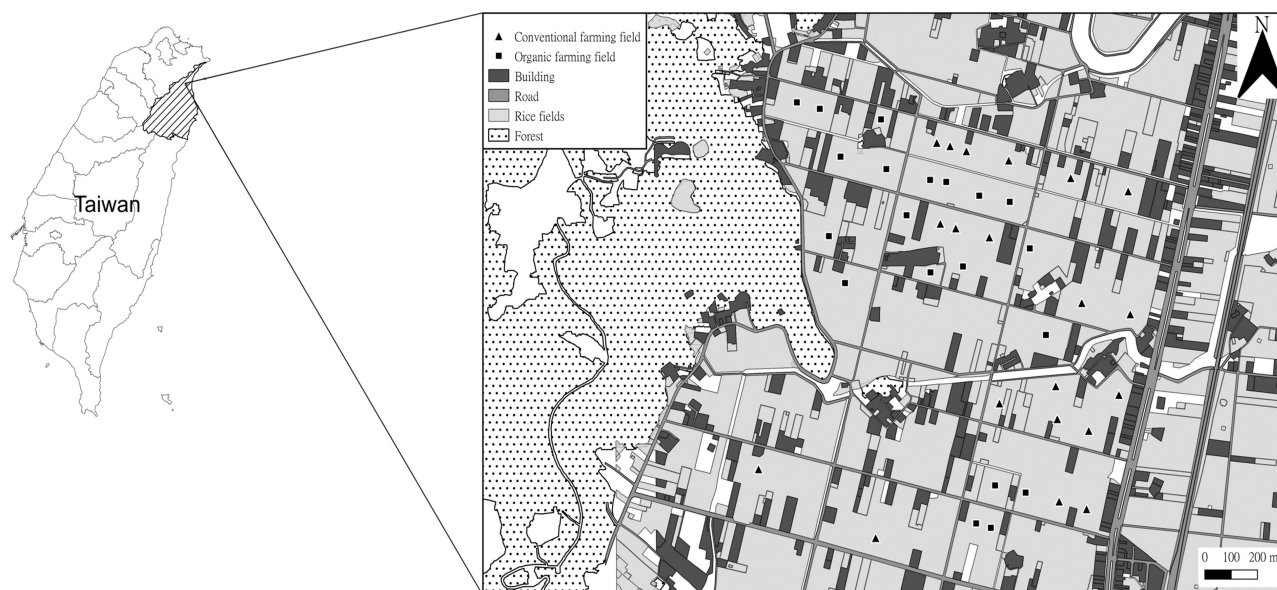 Taiwan
Conventional farming field
Organic farming field
Building
Road
Rice fields
Forest
N
0 100 200 m